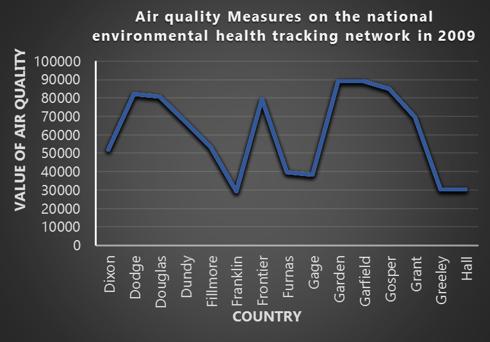 Air quality Measures on the national
environmental health tracking network in 2009
VALUE OF AIR QUALITY
100000
90000
80000
70000
60000
50000
40000
30000
20000
10000
0
Dixon
Dodge
Douglas
Dundy
Fillmore
Franklin
Frontier
Furnas
Gage
Garden
Garfield
Gosper
Grant
Greeley
Hall
COUNTRY